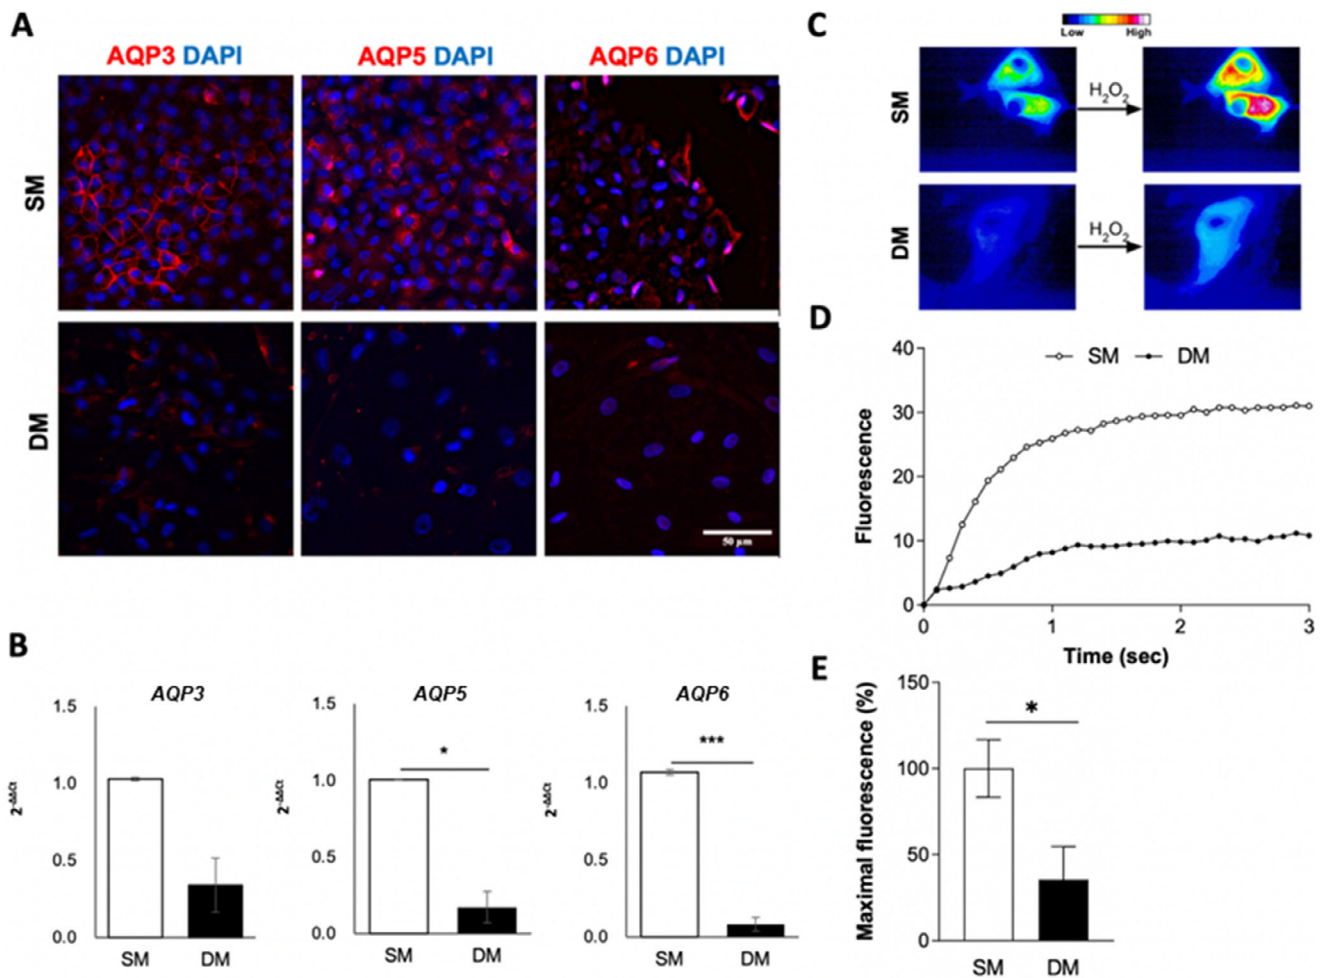 A
AQP3 DAPI
AQP5 DAPI
AQP6 DAPI
SM
DM
50 µm
B
AQP3
1.5
1.0
0.5
0.0
2-ΔΔCt
SM
DM
AQP5
*
1.5
1.0
0.5
0.0
2-ΔΔCt
SM
DM
AQP6
***
1.5
1.0
0.5
0.0
2-ΔΔCt
SM
DM
C
Low
High
SM
H2O2
DM
H2O2
D
SM
DM
Fluorescence
40
30
20
10
0
0
1
2
3
Time (sec)
E
Maximal fluorescence (%)
150
100
50
0
*
SM
DM